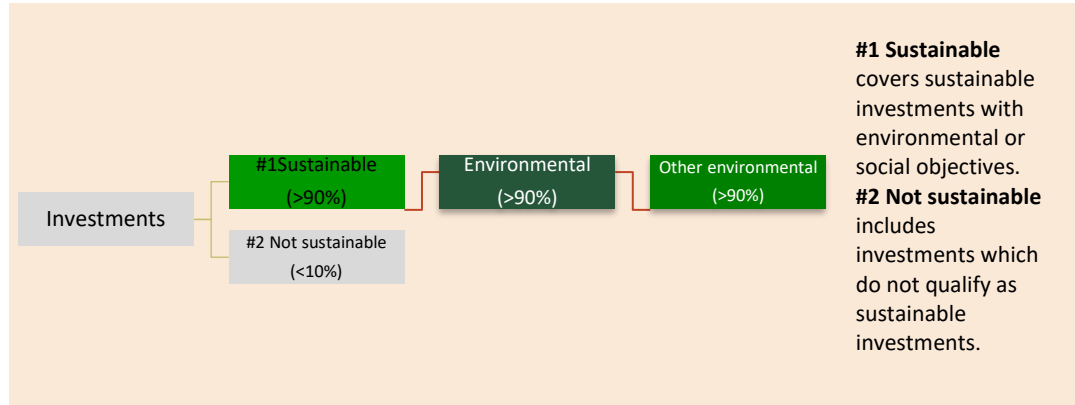 Investments
#1Sustainable
(>90%)
#2 Not sustainable
(<10%)
Environmental
(>90%)
Other environmental
(>90%)
#1 Sustainable
covers sustainable
investments with
environmental or
social objectives.
#2 Not sustainable
includes
investments which
do not qualify as
sustainable
investments.